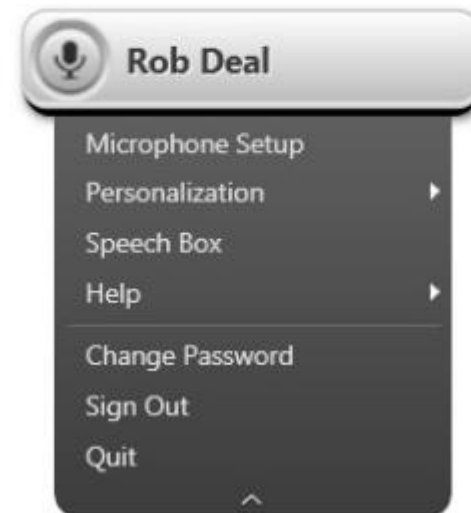 Rob Deal
Microphone Setup
Personalization
Speech Box
Help
Change Password
Sign Out
Quit